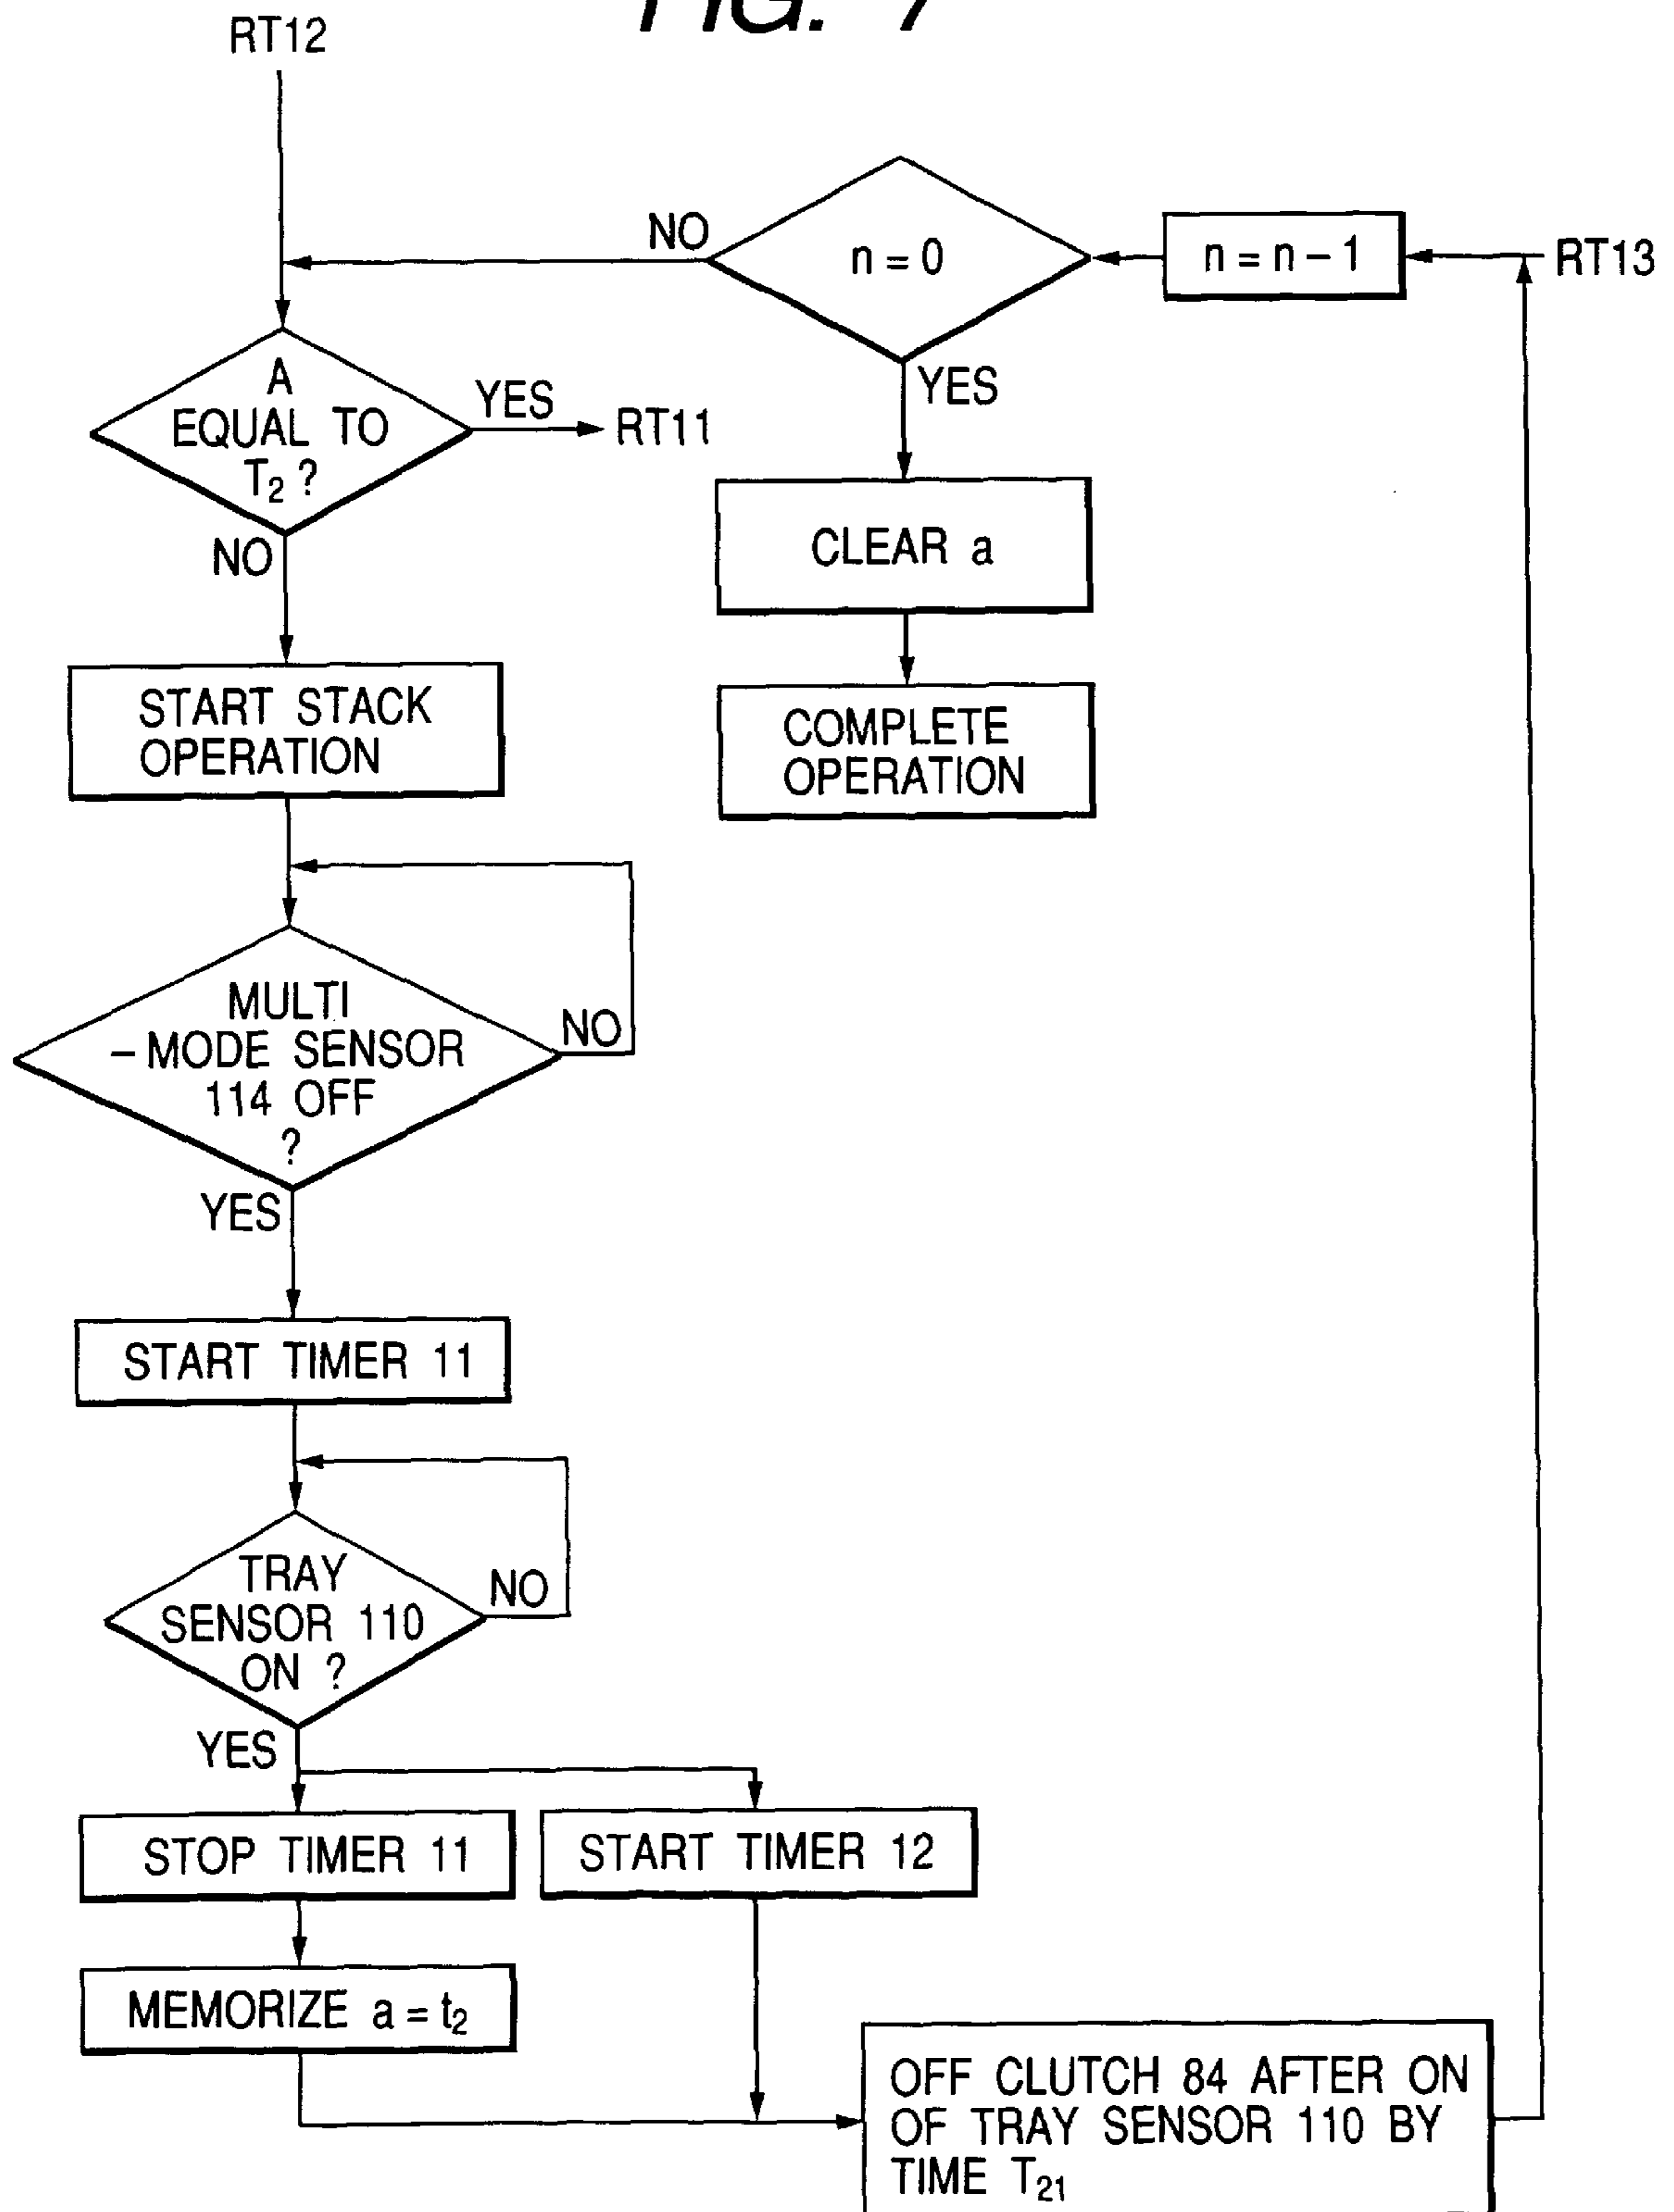 FIG. 7
RT12
NO
n = 0
n = n – 1
RT13
YES
A
EQUAL TO
T₂ ?
YES
RT11
NO
CLEAR a
START STACK
OPERATION
COMPLETE
OPERATION
MULTI
– MODE SENSOR
114 OFF
?
NO
YES
START TIMER 11
TRAY
SENSOR 110
ON ?
NO
YES
STOP TIMER 11
START TIMER 12
MEMORIZE a = t₂
OFF CLUTCH 84 AFTER ON
OF TRAY SENSOR 110 BY
TIME T₂₁